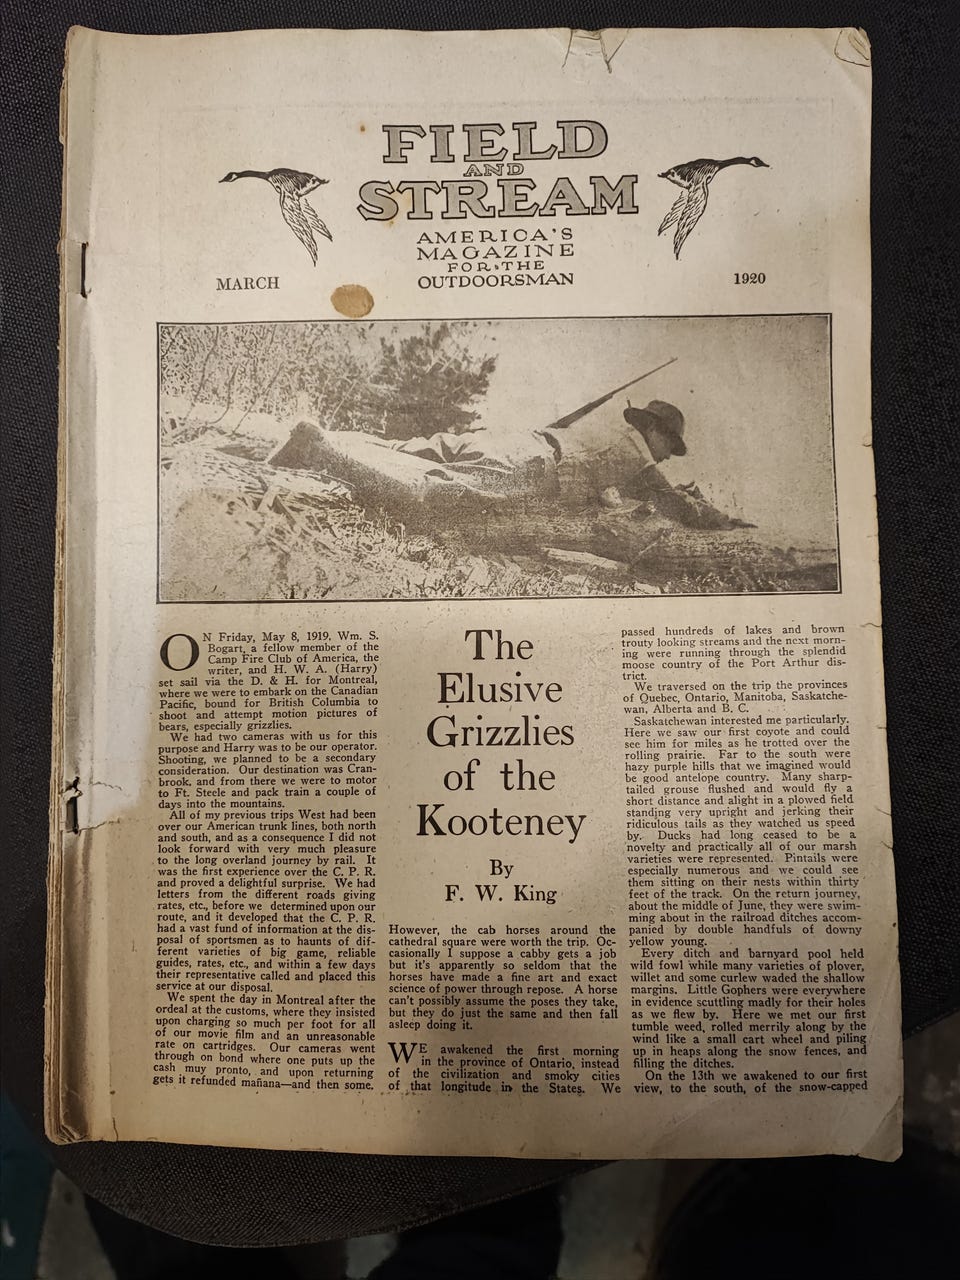 FIELD
AND
STREAM
AMERICA'S
MAGAZINE
FOR·THE
OUTDOORSMAN
MARCH
1920
ON Friday, May 8, 1919, Wm. S.
Bogart, a fellow member of the
Camp Fire Club of America, the
writer, and H. W. A. (Harry)
set sail via the D. & H. for Montreal,
where we were to embark on the Canadian
Pacific, bound for British Columbia to
shoot and attempt motion pictures of
bears, especially grizzlies.
We had two cameras with us for this
purpose and Harry was to be our operator.
Shooting, we planned to be a secondary
consideration. Our destination was Cran-
brook, and from there we were to motor
to Ft. Steele and pack train a couple of
days into the mountains.
All of my previous trips West had been
over our American trunk lines, both north
and south, and as a consequence I did not
look forward with very much pleasure
to the long overland journey by rail. It
was the first experience over the C. P. R.
and proved a delightful surprise. We had
letters from the different roads giving
rates, etc., before we determined upon our
route, and it developed that the C. P. R.
had a vast fund of information at the dis-
posal of sportsmen as to haunts of dif-
ferent varieties of big game, reliable
guides, rates, etc., and within a few days
their representative called and placed this
service at our disposal.
We spent the day in Montreal after the
ordeal at the customs, where they insisted
upon charging so much per foot for all
of our movie film and an unreasonable
rate on cartridges. Our cameras went
through on bond where one puts up the
cash muy pronto, and upon returning
gets it refunded mañana—and then some.
The
Elusive
Grizzlies
of the
Kooteney
By
F. W. King
However, the cab horses around the
cathedral square were worth the trip. Oc-
casionally I suppose a cabby gets a job
but it's apparently so seldom that the
horses have made a fine art and exact
science of power through repose. A horse
can't possibly assume the poses they take,
but they do just the same and then fall
asleep doing it.
WE awakened the first morning
in the province of Ontario, instead
of the civilization and smoky cities
of that longitude in the States. We
passed hundreds of lakes and brown
trouty looking streams and the next morn-
ing were running through the splendid
moose country of the Port Arthur dis-
trict.
We traversed on the trip the provinces
of Quebec, Ontario, Manitoba, Saskatche-
wan, Alberta and B. C.
Saskatchewan interested me particularly.
Here we saw our first coyote and could
see him for miles as he trotted over the
rolling prairie. Far to the south were
hazy purple hills that we imagined would
be good antelope country. Many sharp-
tailed grouse flushed and would fly a
short distance and alight in a plowed field
standing very upright and jerking their
ridiculous tails as they watched us speed
by. Ducks had long ceased to be a
novelty and practically all of our marsh
varieties were represented. Pintails were
especially numerous and we could see
them sitting on their nests within thirty
feet of the track. On the return journey,
about the middle of June, they were swim-
ming about in the railroad ditches accom-
panied by double handfuls of downy
yellow young.
Every ditch and barnyard pool held
wild fowl while many varieties of plover,
willet and some curlew waded the shallow
margins. Little Gophers were everywhere
in evidence scuttling madly for their holes
as we flew by. Here we met our first
tumble weed, rolled merrily along by the
wind like a small cart wheel and piling
up in heaps along the snow fences, and
filling the ditches.
On the 13th we awakened to our first
view, to the south, of the snow-capped